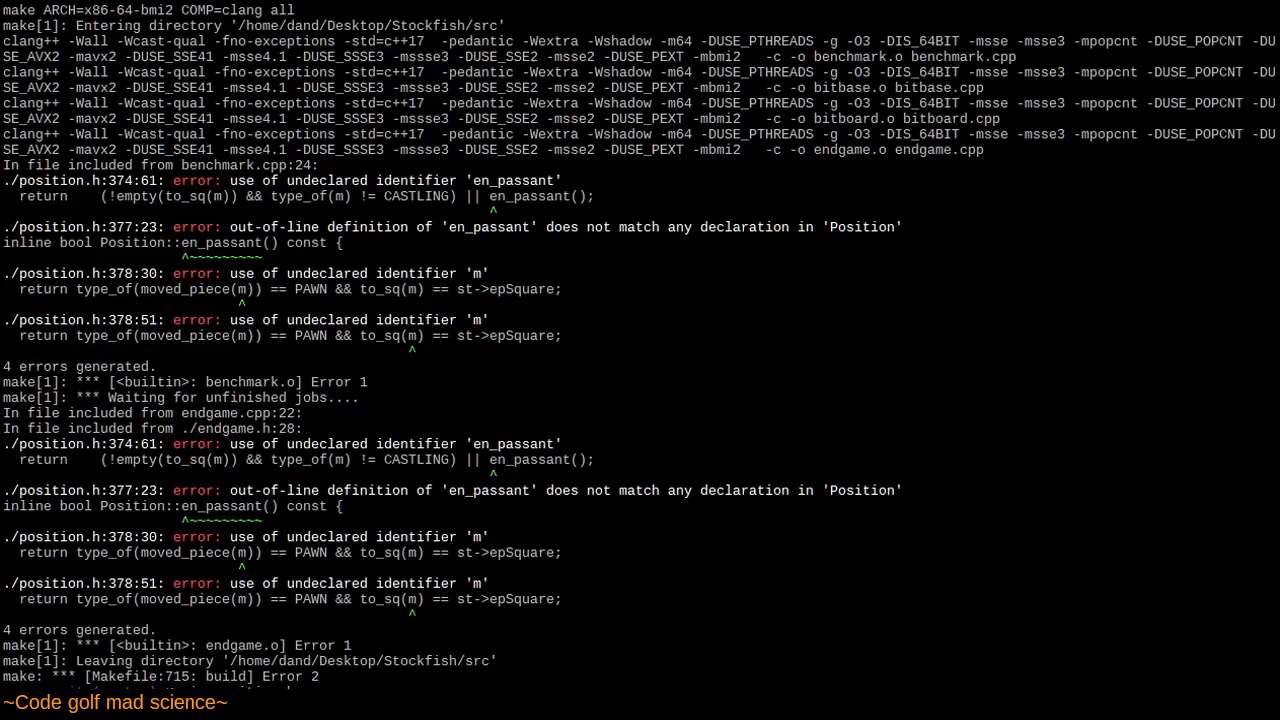 make ARCH=x86-64-bmi2 COMP=clang all
make[1]: Entering directory '/home/dand/Desktop/Stockfish/src'
clang++ -Wall -Wcast-qual -fno-exceptions -std=c++17  -pedantic -Wextra -Wshadow -m64 -DUSE_PTHREADS -g -O3 -DIS_64BIT -msse -msse3 -mpopcnt -DUSE_POPCNT -DU
SE_AVX2 -mavx2 -DUSE_SSE41 -msse4.1 -DUSE_SSSE3 -mssse3 -DUSE_SSE2 -msse2 -DUSE_PEXT -mbmi2   -c -o benchmark.o benchmark.cpp
clang++ -Wall -Wcast-qual -fno-exceptions -std=c++17  -pedantic -Wextra -Wshadow -m64 -DUSE_PTHREADS -g -O3 -DIS_64BIT -msse -msse3 -mpopcnt -DUSE_POPCNT -DU
SE_AVX2 -mavx2 -DUSE_SSE41 -msse4.1 -DUSE_SSSE3 -mssse3 -DUSE_SSE2 -msse2 -DUSE_PEXT -mbmi2   -c -o bitbase.o bitbase.cpp
clang++ -Wall -Wcast-qual -fno-exceptions -std=c++17  -pedantic -Wextra -Wshadow -m64 -DUSE_PTHREADS -g -O3 -DIS_64BIT -msse -msse3 -mpopcnt -DUSE_POPCNT -DU
SE_AVX2 -mavx2 -DUSE_SSE41 -msse4.1 -DUSE_SSSE3 -mssse3 -DUSE_SSE2 -msse2 -DUSE_PEXT -mbmi2   -c -o bitboard.o bitboard.cpp
clang++ -Wall -Wcast-qual -fno-exceptions -std=c++17  -pedantic -Wextra -Wshadow -m64 -DUSE_PTHREADS -g -O3 -DIS_64BIT -msse -msse3 -mpopcnt -DUSE_POPCNT -DU
SE_AVX2 -mavx2 -DUSE_SSE41 -msse4.1 -DUSE_SSSE3 -mssse3 -DUSE_SSE2 -msse2 -DUSE_PEXT -mbmi2   -c -o endgame.o endgame.cpp
In file included from benchmark.cpp:24:
./position.h:374:61: error: use of undeclared identifier 'en_passant'
  return    (!empty(to_sq(m)) && type_of(m) != CASTLING) || en_passant();
                                                            ^
./position.h:377:23: error: out-of-line definition of 'en_passant' does not match any declaration in 'Position'
inline bool Position::en_passant() const {
                      ^~~~~~~~~~
./position.h:378:30: error: use of undeclared identifier 'm'
  return type_of(moved_piece(m)) == PAWN && to_sq(m) == st->epSquare;
                             ^
./position.h:378:51: error: use of undeclared identifier 'm'
  return type_of(moved_piece(m)) == PAWN && to_sq(m) == st->epSquare;
                                                  ^
4 errors generated.
make[1]: *** [<builtin>: benchmark.o] Error 1
make[1]: *** Waiting for unfinished jobs....
In file included from endgame.cpp:22:
In file included from ./endgame.h:28:
./position.h:374:61: error: use of undeclared identifier 'en_passant'
  return    (!empty(to_sq(m)) && type_of(m) != CASTLING) || en_passant();
                                                            ^
./position.h:377:23: error: out-of-line definition of 'en_passant' does not match any declaration in 'Position'
inline bool Position::en_passant() const {
                      ^~~~~~~~~~
./position.h:378:30: error: use of undeclared identifier 'm'
  return type_of(moved_piece(m)) == PAWN && to_sq(m) == st->epSquare;
                             ^
./position.h:378:51: error: use of undeclared identifier 'm'
  return type_of(moved_piece(m)) == PAWN && to_sq(m) == st->epSquare;
                                                  ^
4 errors generated.
make[1]: *** [<builtin>: endgame.o] Error 1
make[1]: Leaving directory '/home/dand/Desktop/Stockfish/src'
make: *** [Makefile:715: build] Error 2
~Code golf mad science~